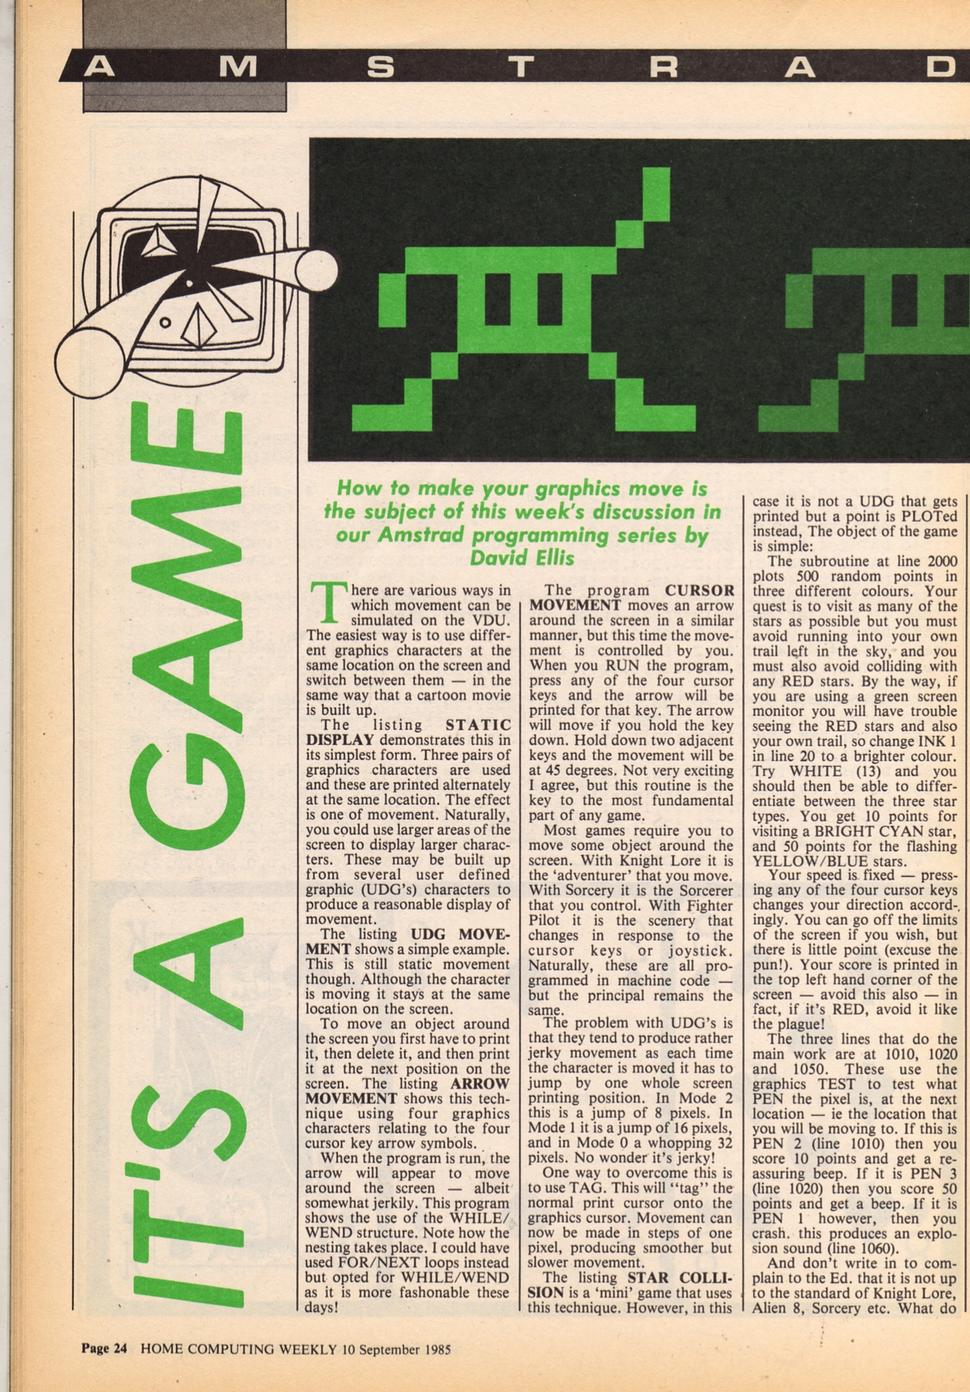 AMSTRAD
IT'S A GAME
How to make your graphics move is
the subject of this week's discussion in
our Amstrad programming series by
David Ellis
There are various ways in
which movement can be
simulated on the VDU.
The easiest way is to use differ-
ent graphics characters at the
same location on the screen and
switch between them — in the
same way that a cartoon movie
is built up.
The listing STATIC
DISPLAY demonstrates this in
its simplest form. Three pairs of
graphics characters are used
and these are printed alternately
at the same location. The effect
is one of movement. Naturally,
you could use larger areas of the
screen to display larger charac-
ters. These may be built up
from several user defined
graphic (UDG's) characters to
produce a reasonable display of
movement.
The listing UDG MOVE-
MENT shows a simple example.
This is still static movement
though. Although the character
is moving it stays at the same
location on the screen.
To move an object around
the screen you first have to print
it, then delete it, and then print
it at the next position on the
screen. The listing ARROW
MOVEMENT shows this tech-
nique using four graphics
characters relating to the four
cursor key arrow symbols.
When the program is run, the
arrow will appear to move
around the screen — albeit
somewhat jerkily. This program
shows the use of the WHILE/
WEND structure. Note how the
nesting takes place. I could have
used FOR/NEXT loops instead
but opted for WHILE/WEND
as it is more fashionable these
days!
The program CURSOR
MOVEMENT moves an arrow
around the screen in a similar
manner, but this time the move-
ment is controlled by you.
When you RUN the program,
press any of the four cursor
keys and the arrow will be
printed for that key. The arrow
will move if you hold the key
down. Hold down two adjacent
keys and the movement will be
at 45 degrees. Not very exciting
I agree, but this routine is the
key to the most fundamental
part of any game.
Most games require you to
move some object around the
screen. With Knight Lore it is
the 'adventurer' that you move.
With Sorcery it is the Sorcerer
that you control. With Fighter
Pilot it is the scenery that
changes in response to the
cursor keys or joystick.
Naturally, these are all pro-
grammed in machine code —
but the principal remains the
same.
The problem with UDG's is
that they tend to produce rather
jerky movement as each time
the character is moved it has to
jump by one whole screen
printing position. In Mode 2
this is a jump of 8 pixels. In
Mode 1 it is a jump of 16 pixels,
and in Mode 0 a whopping 32
pixels. No wonder it's jerky!
One way to overcome this is
to use TAG. This will "tag" the
normal print cursor onto the
graphics cursor. Movement can
now be made in steps of one
pixel, producing smoother but
slower movement.
The listing STAR COLLI-
SION is a 'mini' game that uses
this technique. However, in this
case it is not a UDG that gets
printed but a point is PLOTed
instead, The object of the game
is simple:
The subroutine at line 2000
plots 500 random points in
three different colours. Your
quest is to visit as many of the
stars as possible but you must
avoid running into your own
trail left in the sky, and you
must also avoid colliding with
any RED stars. By the way, if
you are using a green screen
monitor you will have trouble
seeing the RED stars and also
your own trail, so change INK 1
in line 20 to a brighter colour.
Try WHITE (13) and you
should then be able to differ-
entiate between the three star
types. You get 10 points for
visiting a BRIGHT CYAN star,
and 50 points for the flashing
YELLOW/BLUE stars.
Your speed is fixed — press-
ing any of the four cursor keys
changes your direction accord-
ingly. You can go off the limits
of the screen if you wish, but
there is little point (excuse the
pun!). Your score is printed in
the top left hand corner of the
screen — avoid this also — in
fact, if it's RED, avoid it like
the plague!
The three lines that do the
main work are at 1010, 1020
and 1050. These use the
graphics TEST to test what
PEN the pixel is, at the next
location — ie the location that
you will be moving to. If this is
PEN 2 (line 1010) then you
score 10 points and get a re-
assuring beep. If it is PEN 3
(line 1020) then you score 50
points and get a beep. If it is
PEN 1 however, then you
crash. this produces an explo-
sion sound (line 1060).
And don't write in to com-
plain to the Ed. that it is not up
to the standard of Knight Lore,
Alien 8, Sorcery etc. What do
Page 24 HOME COMPUTING WEEKLY 10 September 1985